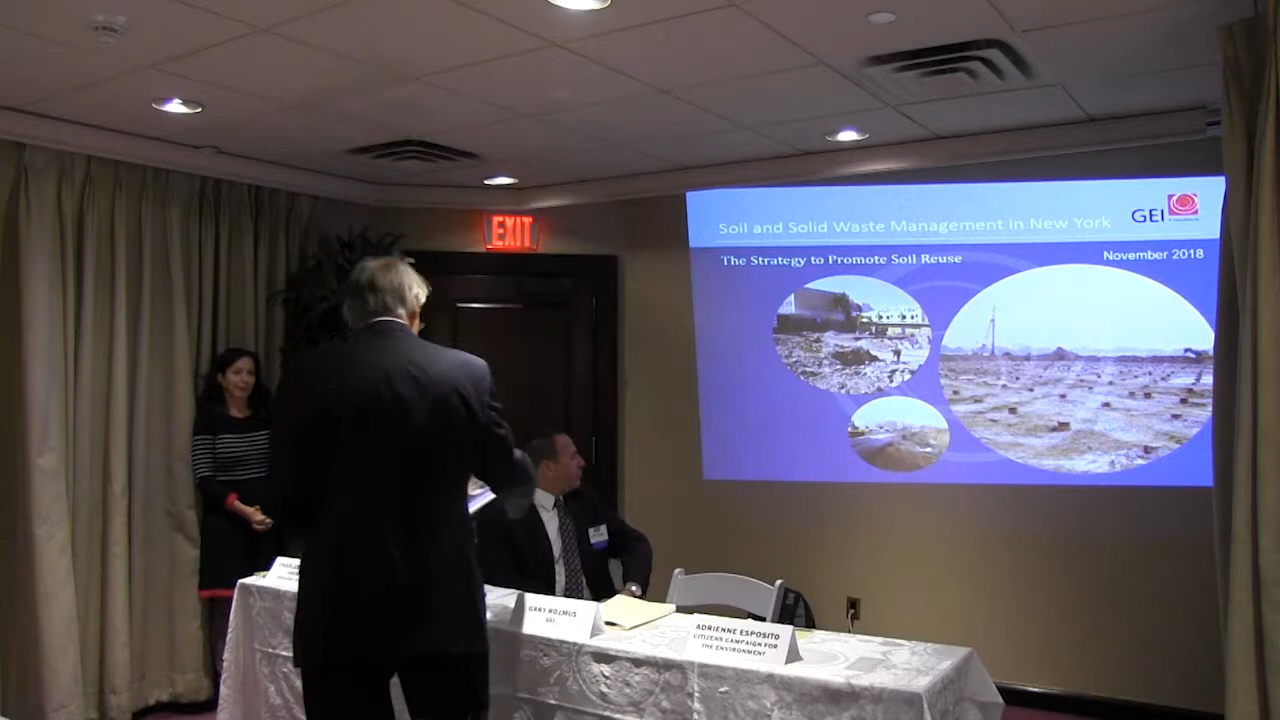 EXIT
Soil and Solid Waste Management in New York
GEI
The Strategy to Promote Soil Reuse
November 2018
GARY ROZMUS
GEI
ADRIENNE ESPOSITO
CITIZENS CAMPAIGN FOR
THE ENVIRONMENT